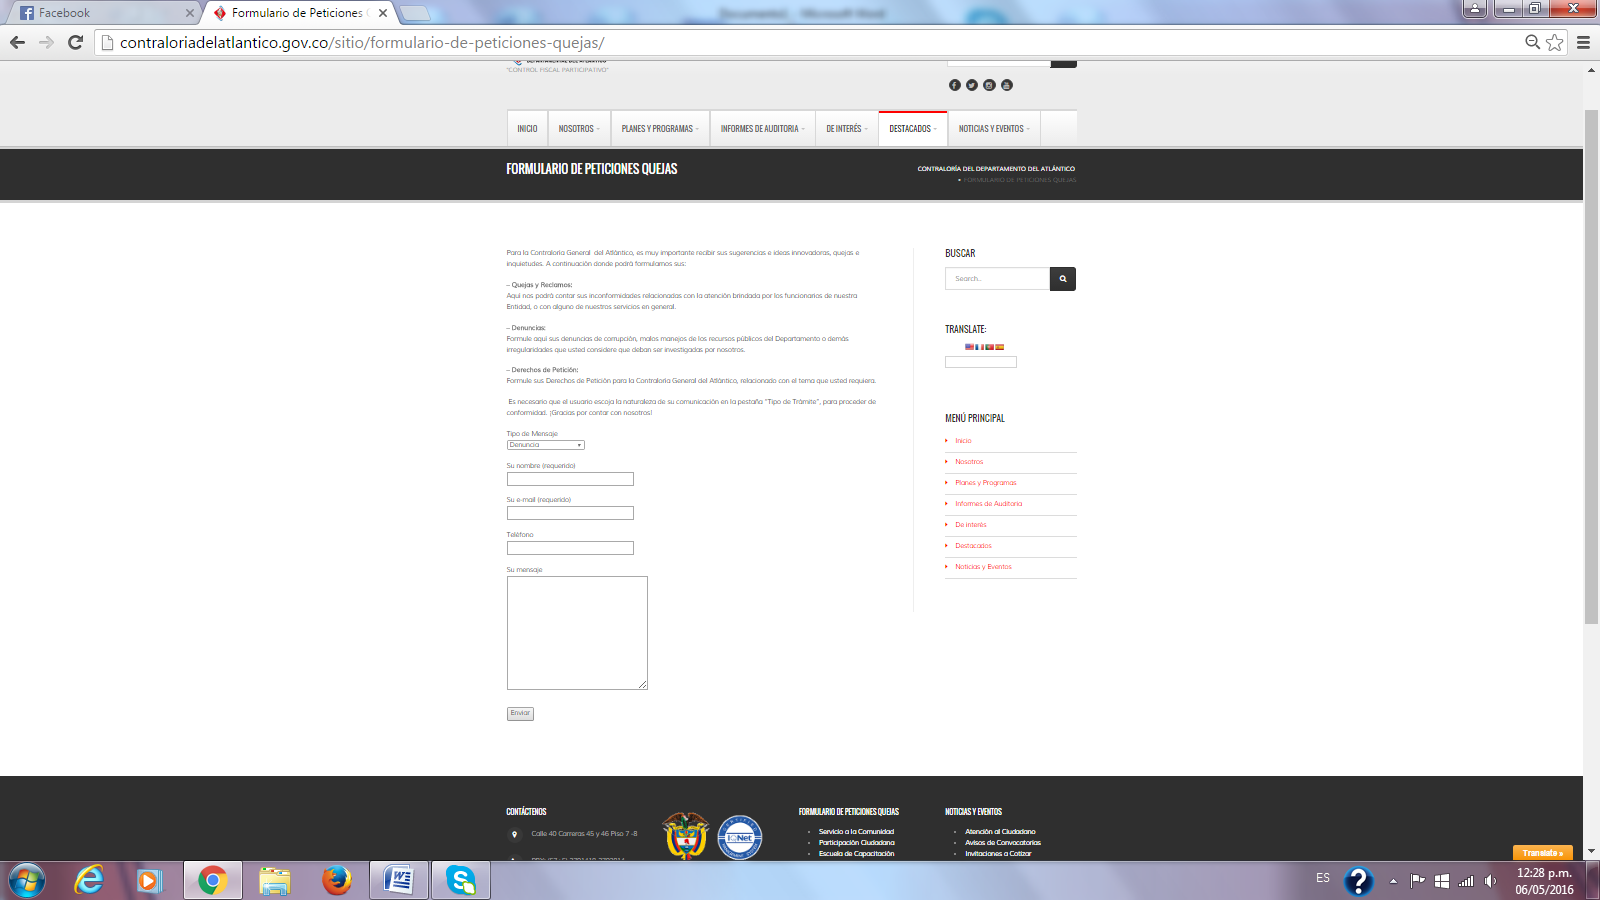 Facebook
Formulario de Peticiones
contraloriadelatlantico.gov.co/sitio/formulario-de-peticiones-quejas/
"CONTROL FISCAL PARTICIPATIVO"
INICIO
NOSOTROS
PLANES Y PROGRAMAS
INFORMES DE AUDITORIA
DE INTERÉS
DESTACADOS
NOTICIAS Y EVENTOS
FORMULARIO DE PETICIONES QUEJAS
CONTRALORÍA DEL DEPARTAMENTO DEL ATLÁNTICO
• FORMULARIO DE PETICIONES QUEJAS
Para la Contraloría General del Atlántico, es muy importante recibir sus sugerencias e ideas innovadoras, quejas e
inquietudes. A continuación donde podrá formularnos sus:
– Quejas y Reclamos:
Aquí nos podrá contar sus inconformidades relacionadas con la atención brindada por los funcionarios de nuestra
Entidad, o con alguno de nuestros servicios en general.
– Denuncias:
Formule aquí sus denuncias de corrupción, malos manejos de los recursos públicos del Departamento o demás
irregularidades que usted considere que deban ser investigadas por nosotros.
– Derechos de Petición:
Formule sus Derechos de Petición para la Contraloría General del Atlántico, relacionado con el tema que usted requiera.
Es necesario que el usuario escoja la naturaleza de su comunicación en la pestaña "Tipo de Trámite", para proceder de
conformidad. ¡Gracias por contar con nosotros!
Tipo de Mensaje
Denuncia
Su nombre (requerido)
Su e-mail (requerido)
Teléfono
Su mensaje
Enviar
BUSCAR
Search..
TRANSLATE:
MENÚ PRINCIPAL
Inicio
Nosotros
Planes y Programas
Informes de Auditoria
De Interés
Destacados
Noticias y Eventos
CONTÁCTENOS
Calle 40 Carreras 45 y 46 Piso 7 -8
IQNet
FORMULARIO DE PETICIONES QUEJAS
Servicio a la Comunidad
Participación Ciudadana
Escuela de Capacitación
NOTICIAS Y EVENTOS
Atención al Ciudadano
Avisos de Convocatorias
Invitaciones a Cotizar
Translate »
ES
12:28 p.m.
06/05/2016